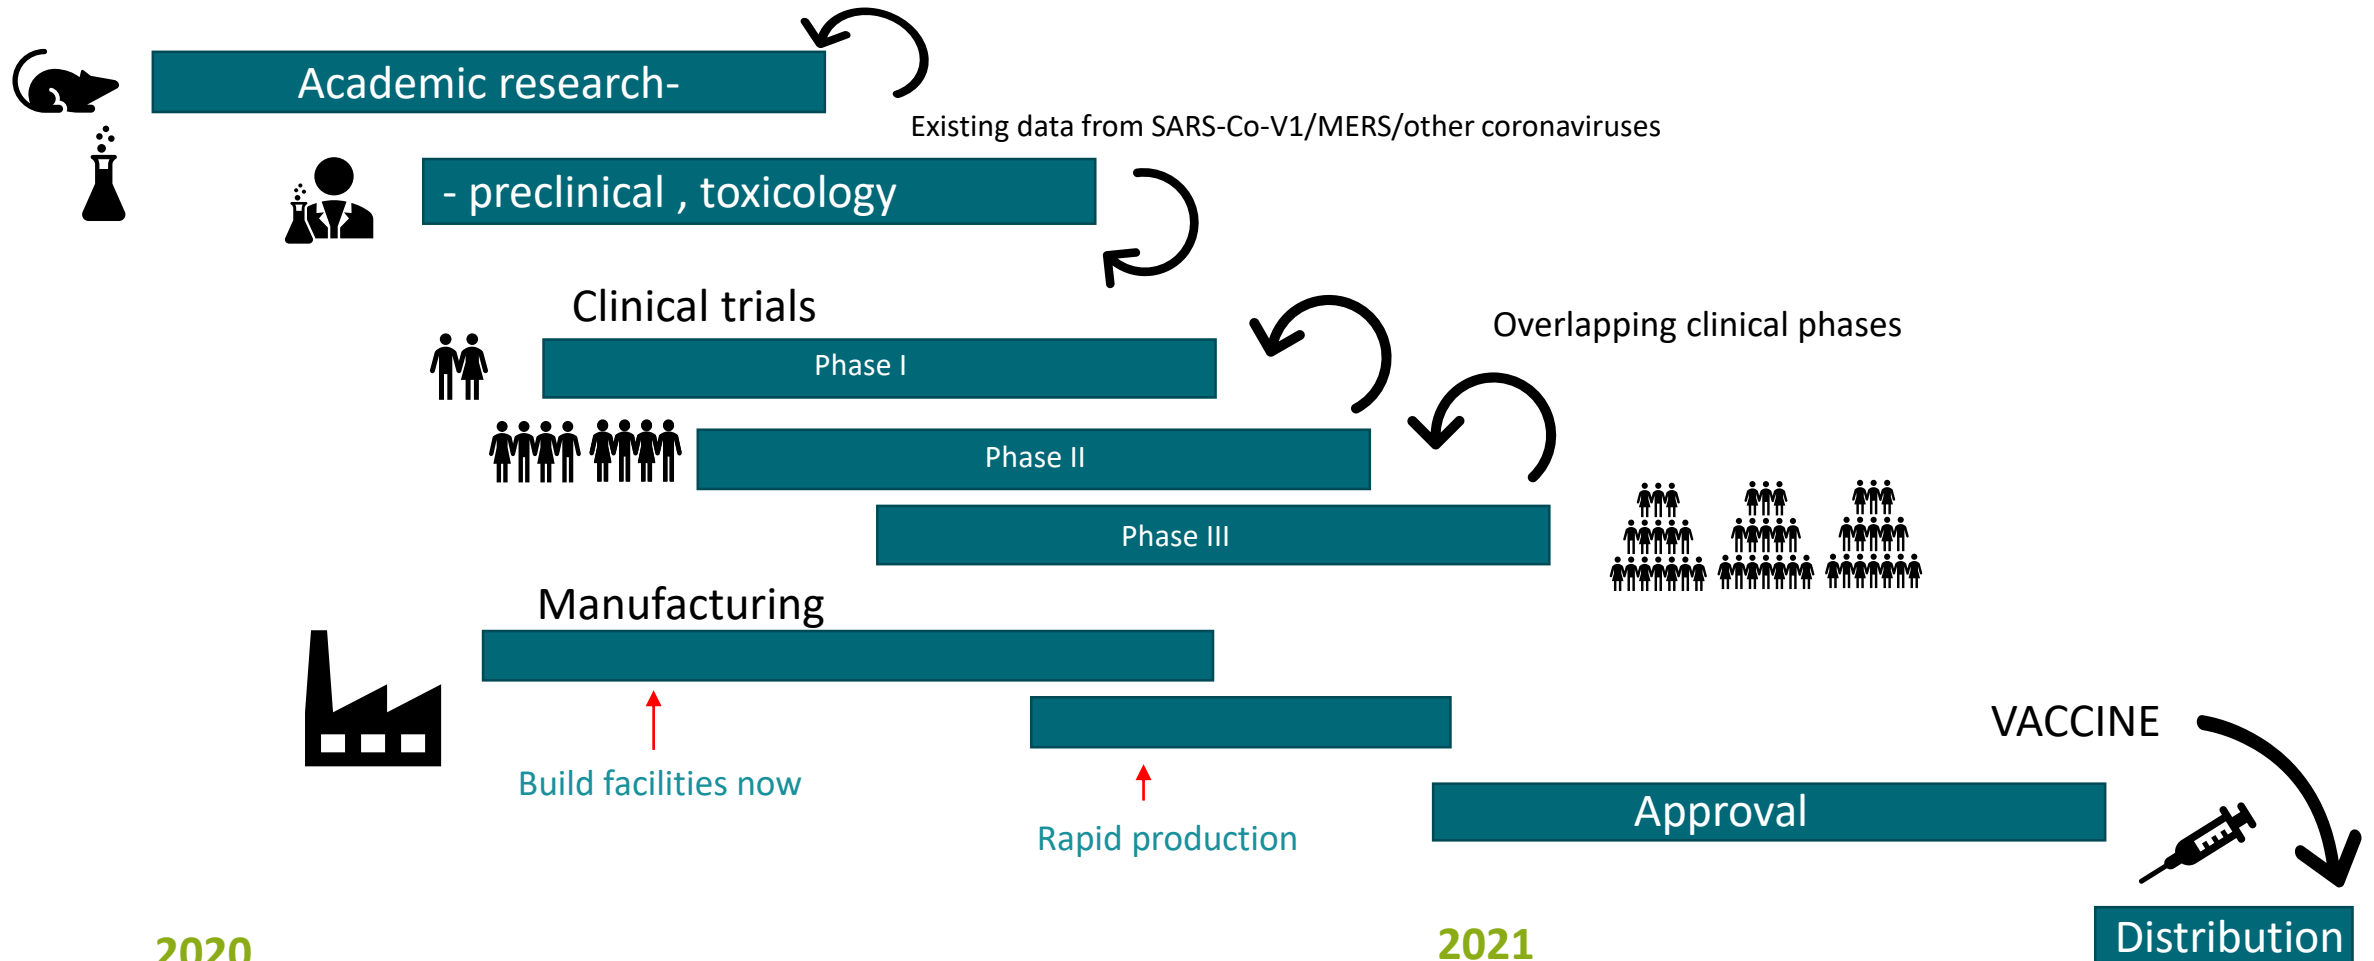 Academic research-
Existing data from SARS-Co-V1/MERS/other coronaviruses
- preclinical , toxicology
Clinical trials
Overlapping clinical phases
Phase I
Phase II
Phase III
Manufacturing
Build facilities now
Rapid production
VACCINE
Approval
Distribution
2020
2021